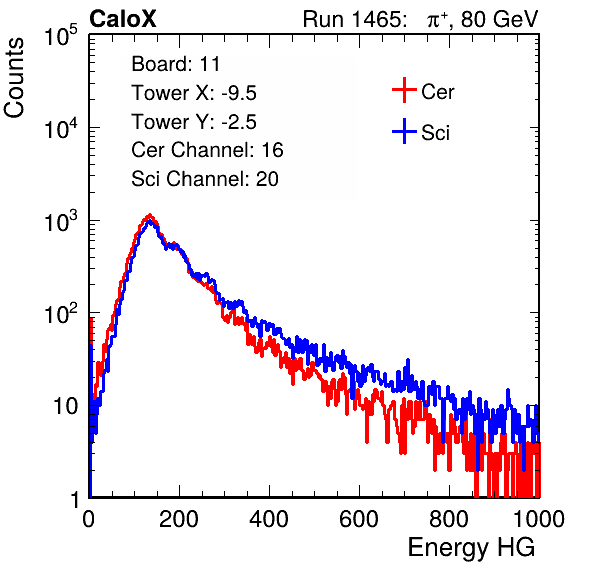 CaloX Run 1465: π⁺, 80 GeV
Counts
10⁵
10⁴
10³
10²
10
1
Board: 11
Tower X: -9.5
Tower Y: -2.5
Cer Channel: 16
Sci Channel: 20
Cer
Sci
0 200 400 600 800 1000
Energy HG